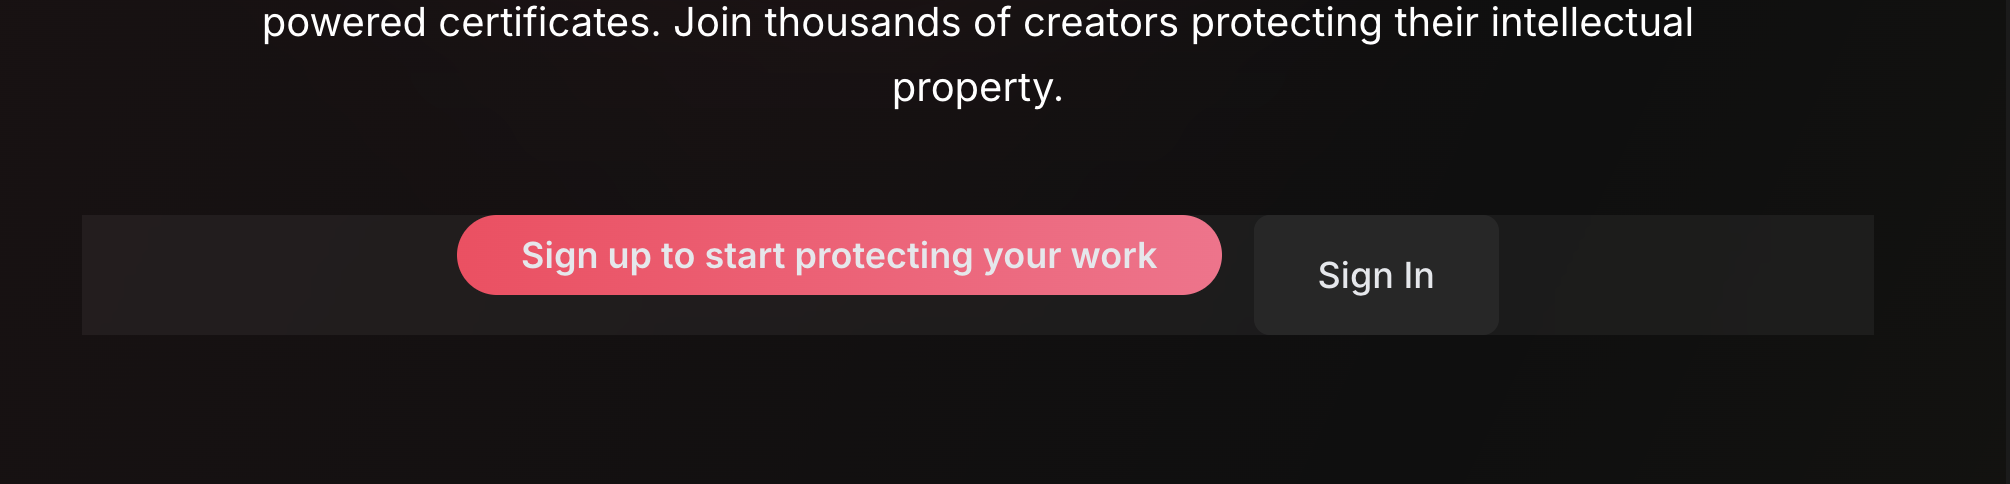 powered certificates. Join thousands of creators protecting their intellectual
property.
Sign up to start protecting your work
Sign In